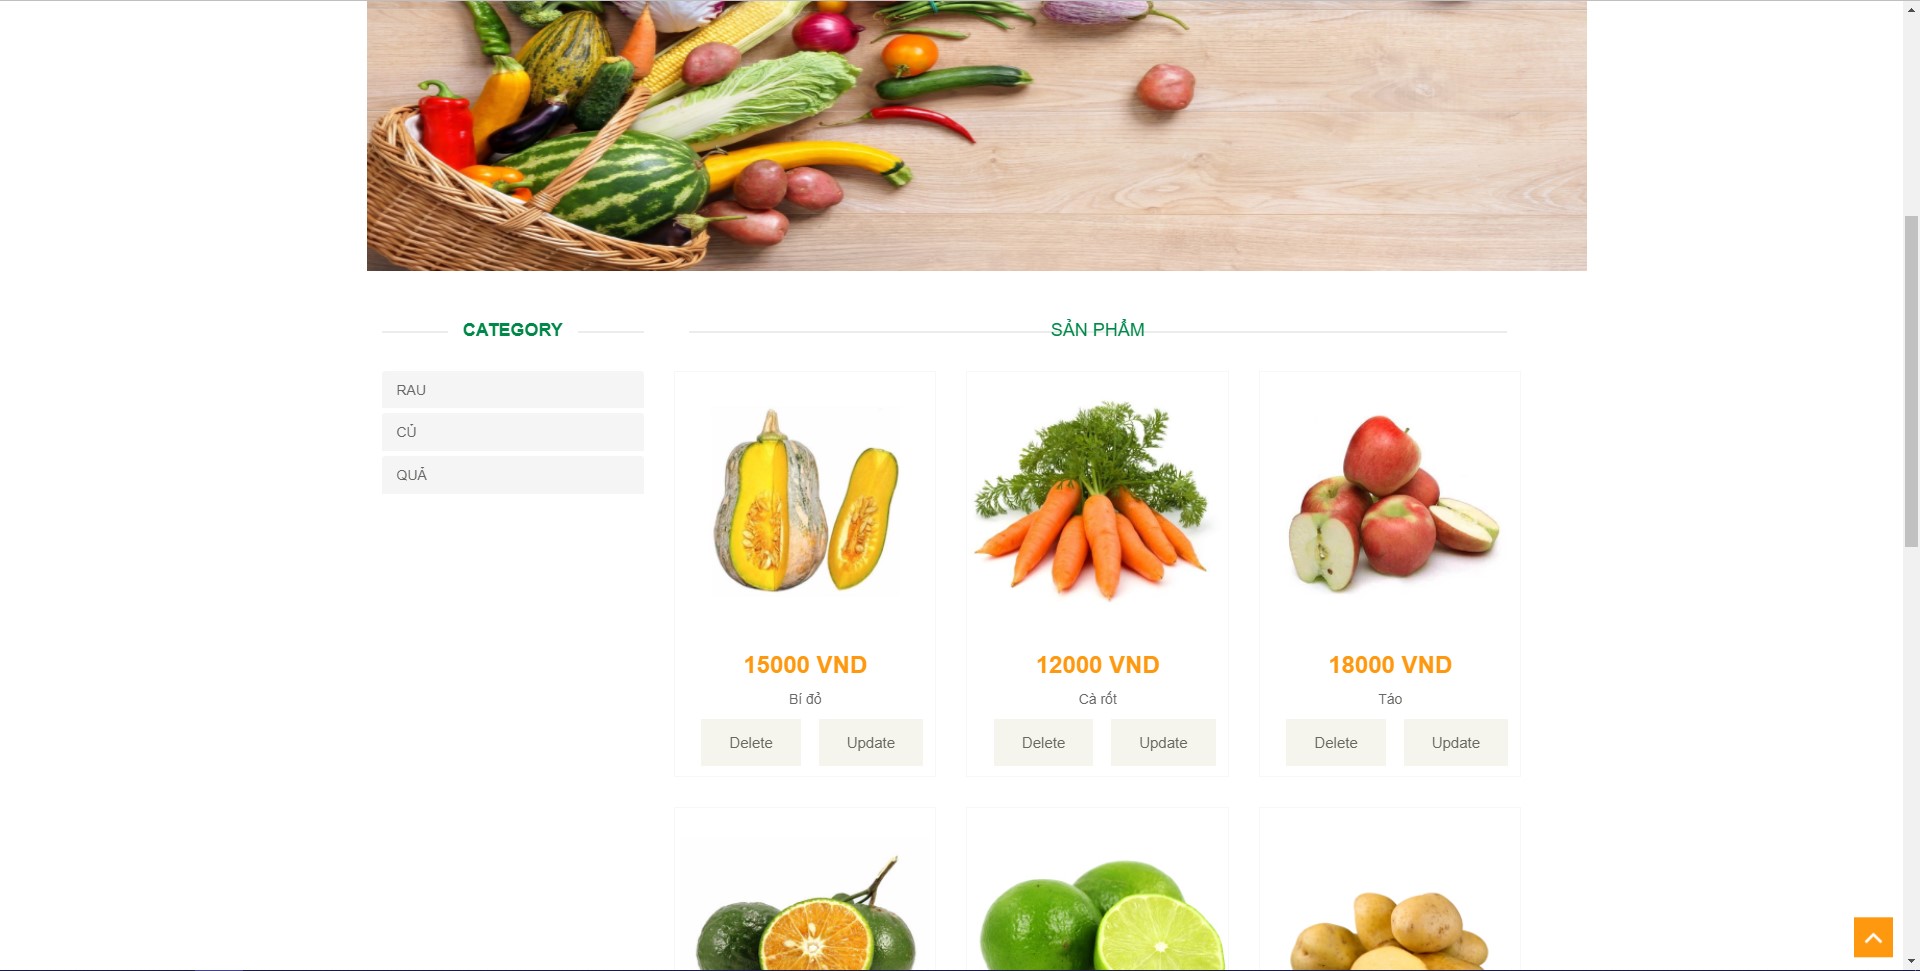 CATEGORY
SẢN PHẨM
RAU
CỦ
QUẢ
15000 VND
Bí đỏ
Delete Update
12000 VND
Cà rốt
Delete Update
18000 VND
Táo
Delete Update